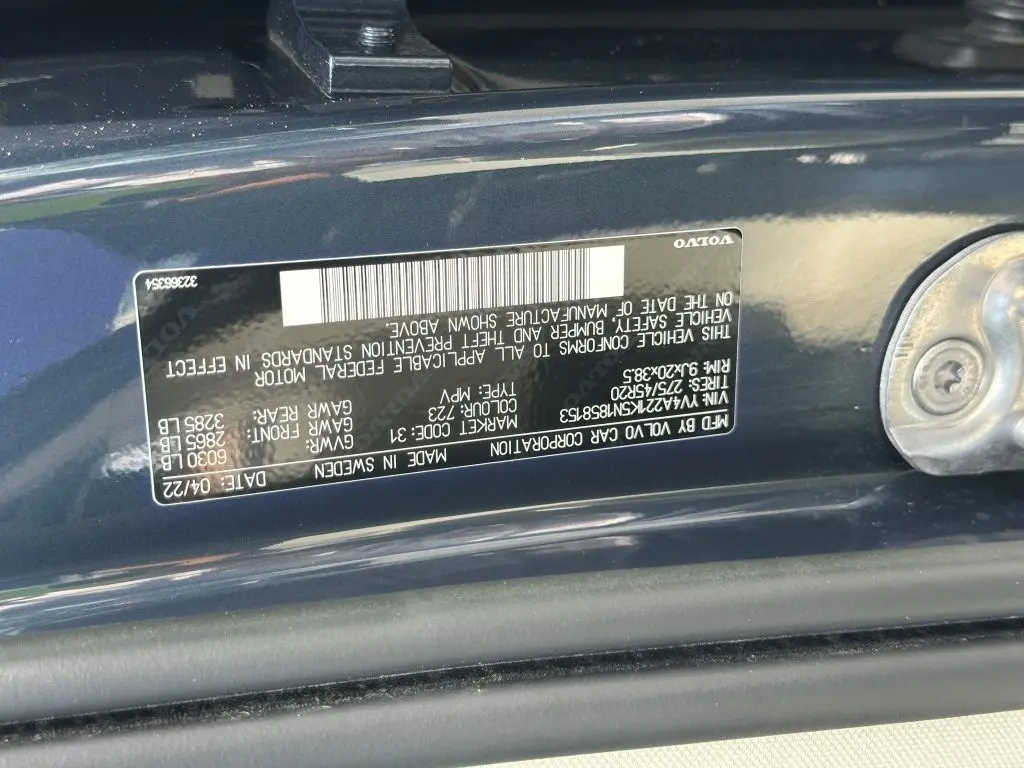 MFD BY VOLVO CAR CORPORATION MADE IN SWEDEN DATE: 04/22
VIN: YV4A221K5N1858153 MARKET CODE: 31 GVWR: 6030 LB
TIRES: 275/45R20 COLOUR: 723 GAWR FRONT: 2865 LB
RIM: 9Jx20x38.5 TYPE: MPV GAWR REAR: 3285 LB
THIS VEHICLE CONFORMS TO ALL APPLICABLE FEDERAL MOTOR
VEHICLE SAFETY, BUMPER AND THEFT PREVENTION STANDARDS IN EFFECT
ON THE DATE OF MANUFACTURE SHOWN ABOVE.
VOLVO 32366354